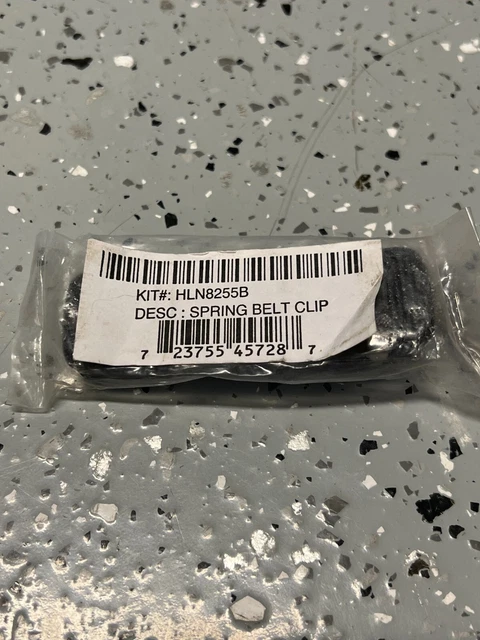 KIT#: HLN8255B
DESC : SPRING BELT CLIP
7 23755 45728 7